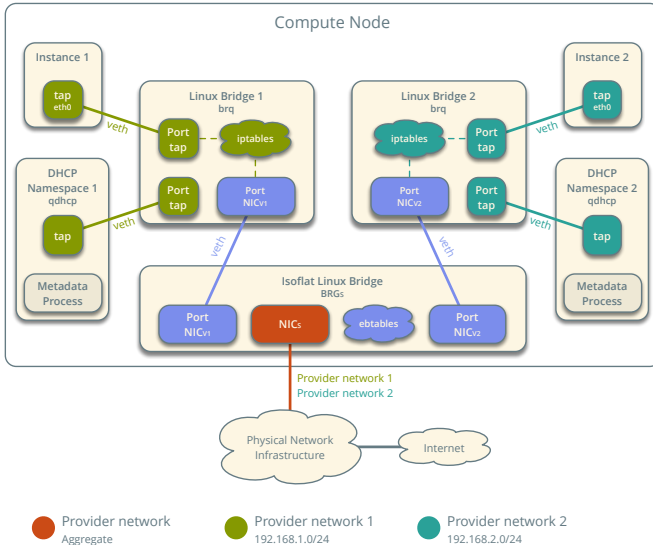 Compute Node
Instance 1
tap
eth0
veth
Linux Bridge 1
brq
Port
tap
iptables
Port
tap
Port
NICv1
DHCP
Namespace 1
qdhcp
tap
veth
Metadata
Process
Linux Bridge 2
brq
iptables
Port
tap
Port
NICv2
Port
tap
Instance 2
tap
eth0
veth
DHCP
Namespace 2
qdhcp
tap
veth
Metadata
Process
veth
veth
Isoflat Linux Bridge
BRGs
Port
NICv1
NICs
ebtables
Port
NICv2
Provider network 1
Provider network 2
Physical Network
Infrastructure
Internet
Provider network
Aggregate
Provider network 1
192.168.1.0/24
Provider network 2
192.168.2.0/24